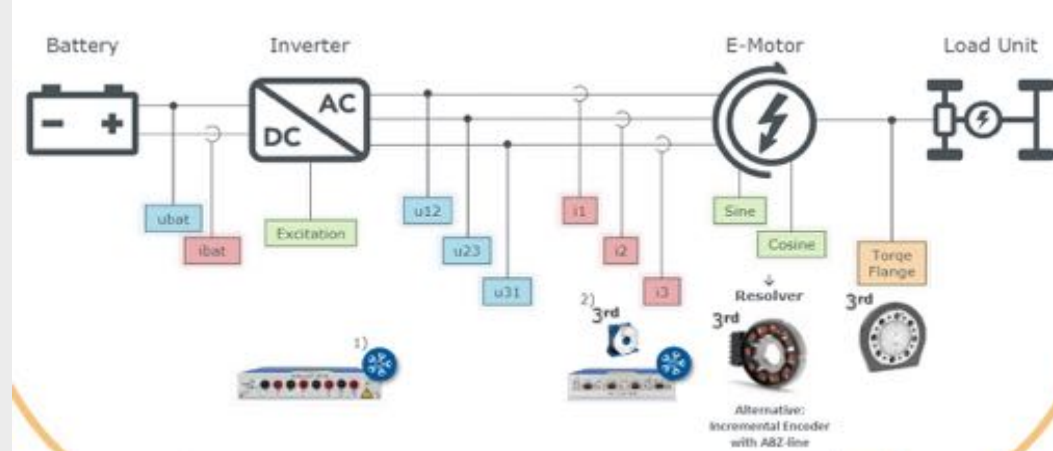 Battery
Inverter
E-Motor
Load Unit
AC
DC
ubat
ibat
Excitation
u12
u23
u31
i1
i2
i3
Sine
Cosine
Torqe
Flange
1)
2)
3rd
Resolver
3rd
3rd
Alternative:
Incremental Encoder
with ABZ-line